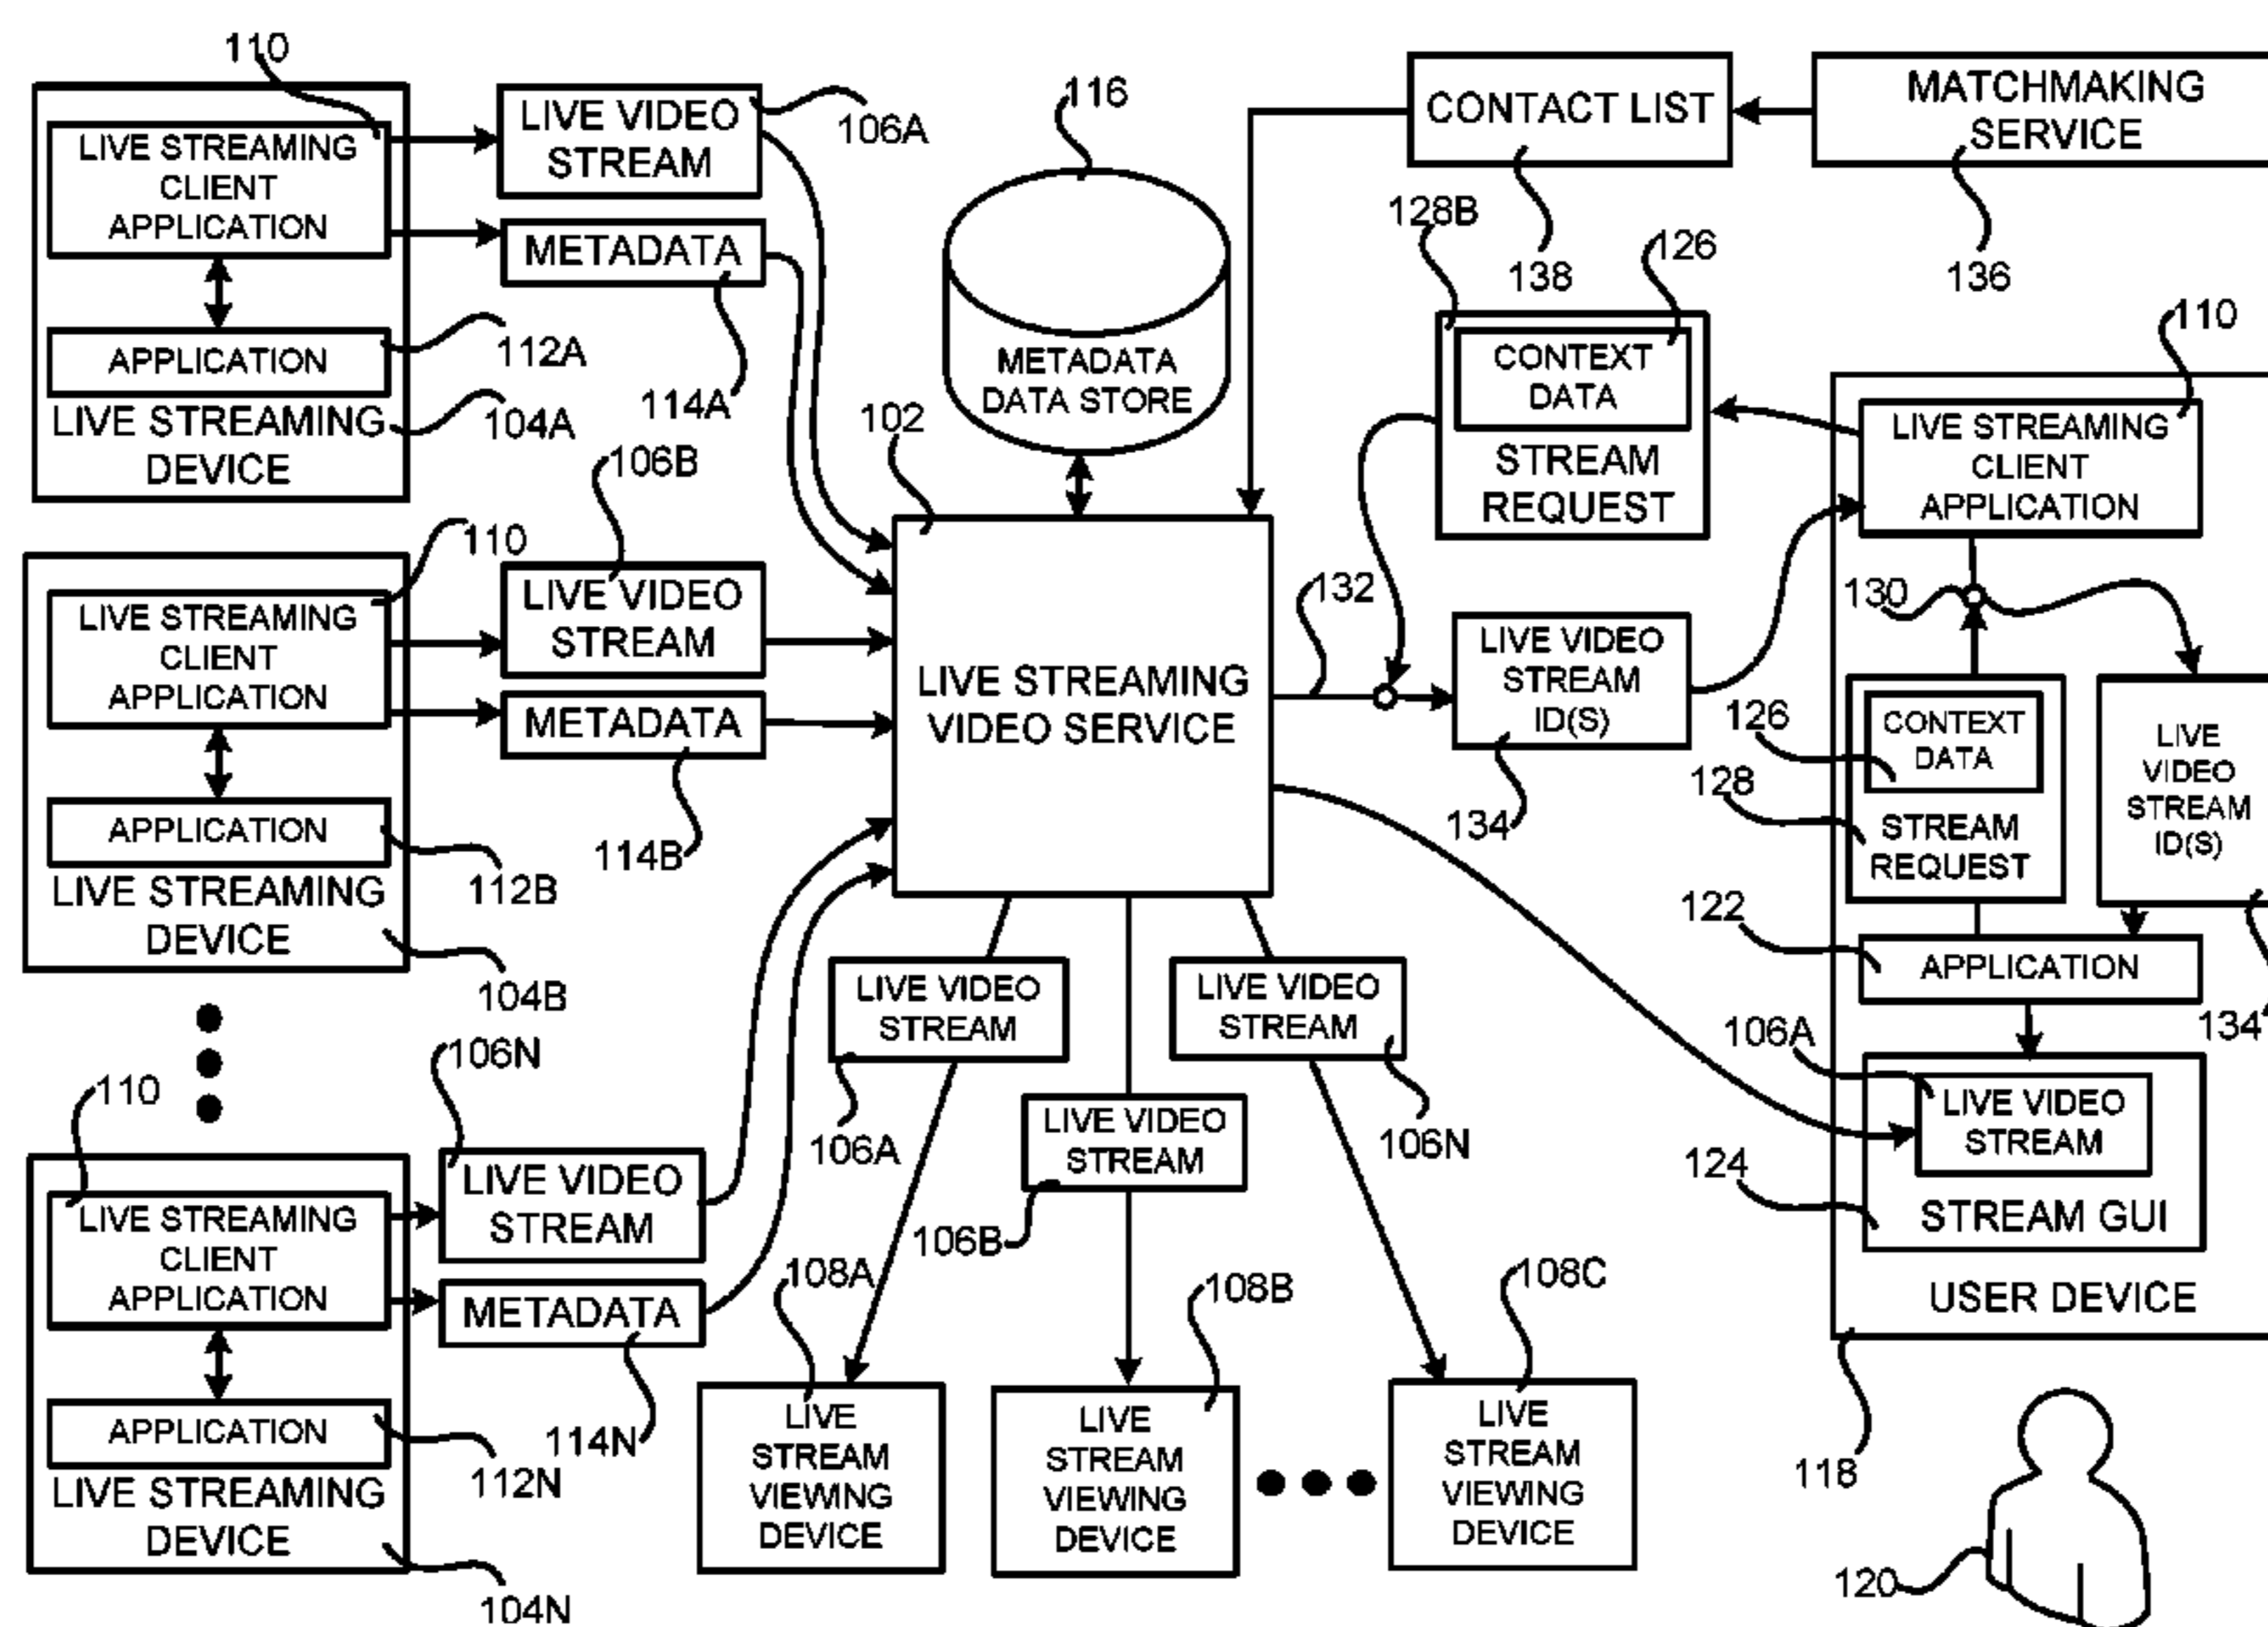 110
LIVE STREAMING
CLIENT
APPLICATION
APPLICATION
112A
LIVE STREAMING
DEVICE
104A
LIVE VIDEO
STREAM
106A
METADATA
114A
110
LIVE STREAMING
CLIENT
APPLICATION
APPLICATION
112B
LIVE STREAMING
DEVICE
104B
106B
LIVE VIDEO
STREAM
METADATA
114B
110
LIVE STREAMING
CLIENT
APPLICATION
APPLICATION
112N
LIVE STREAMING
DEVICE
104N
106N
LIVE VIDEO
STREAM
METADATA
114N
116
METADATA
DATA STORE
102
LIVE STREAMING
VIDEO SERVICE
LIVE VIDEO
STREAM
106A
LIVE VIDEO
STREAM
106B
LIVE VIDEO
STREAM
106N
108A
LIVE
STREAM
VIEWING
DEVICE
108B
LIVE
STREAM
VIEWING
DEVICE
108C
LIVE
STREAM
VIEWING
DEVICE
CONTACT LIST
138
MATCHMAKING
SERVICE
136
128B
126
CONTEXT
DATA
STREAM
REQUEST
132
LIVE VIDEO
STREAM
ID(S)
134
110
LIVE STREAMING
CLIENT
APPLICATION
130
126
CONTEXT
DATA
128
STREAM
REQUEST
LIVE
VIDEO
STREAM
ID(S)
134
122
APPLICATION
106A
LIVE VIDEO
STREAM
124
STREAM GUI
USER DEVICE
118
120